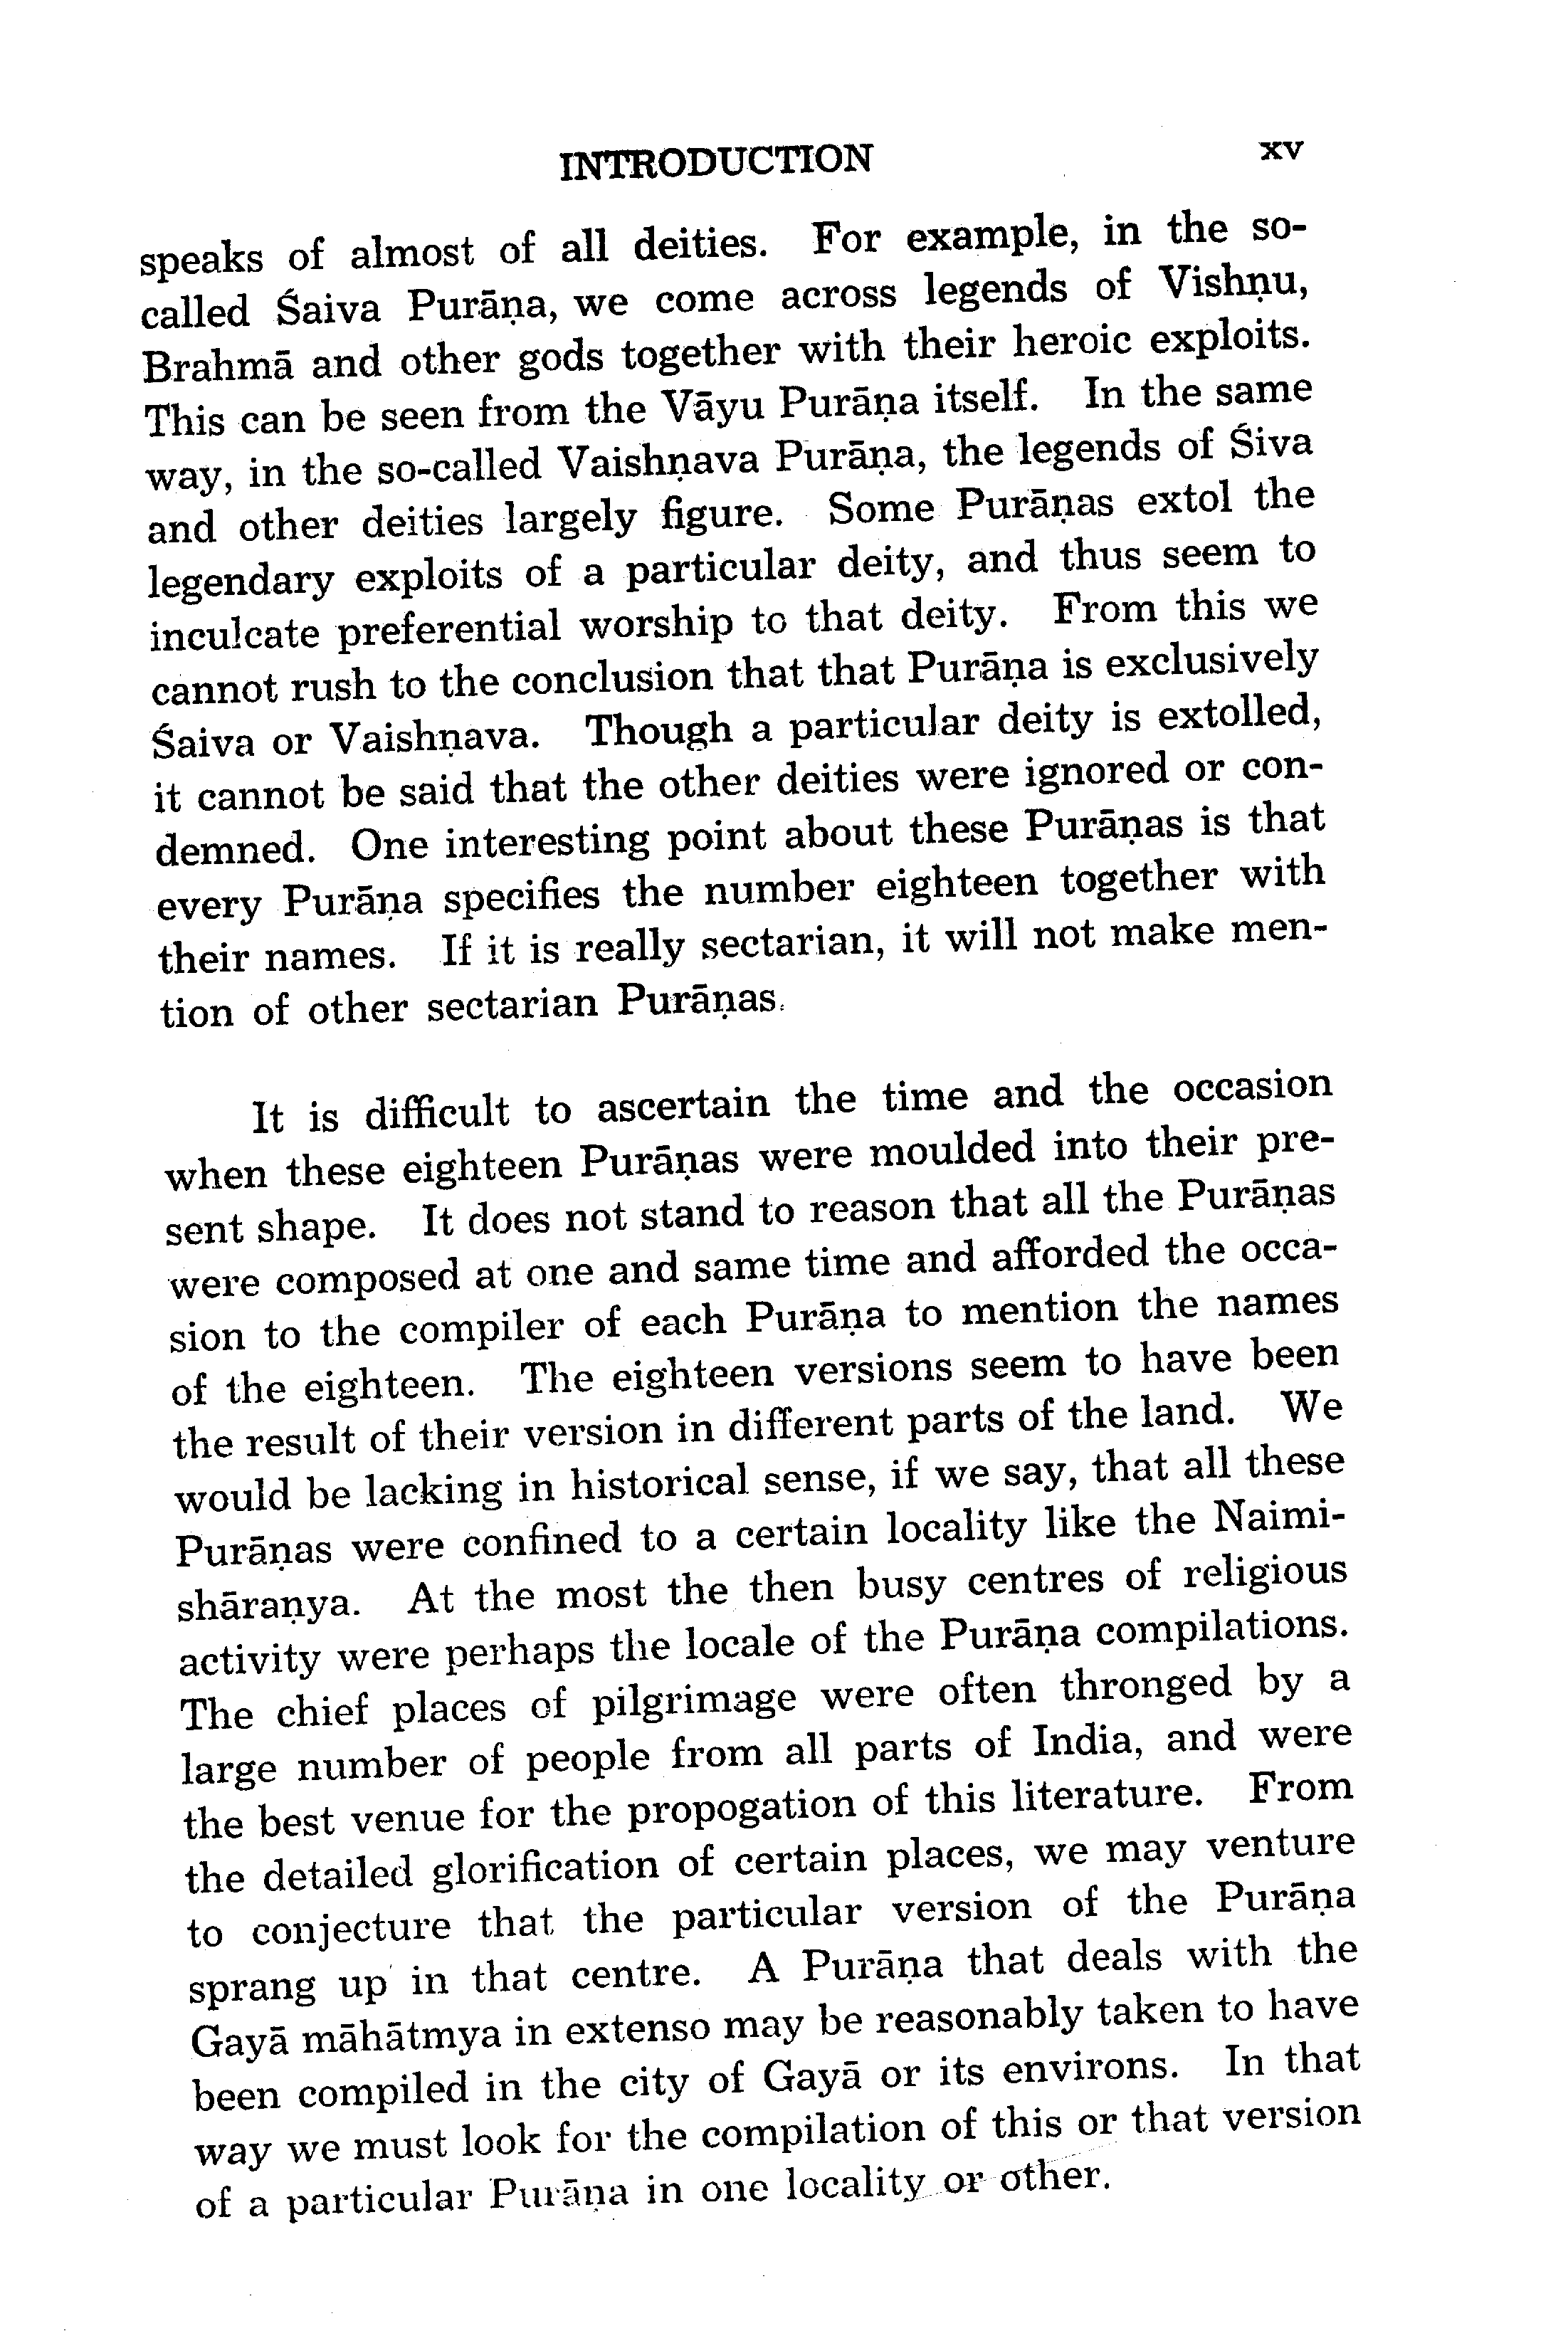 INTRODUCTION xv
speaks of almost of all deities. For example, in the so-
called Śaiva Purāṇa, we come across legends of Vishṇu,
Brahmā and other gods together with their heroic exploits.
This can be seen from the Vāyu Purāṇa itself. In the same
way, in the so-called Vaishṇava Purāṇa, the legends of Śiva
and other deities largely figure. Some Purāṇas extol the
legendary exploits of a particular deity, and thus seem to
inculcate preferential worship to that deity. From this we
cannot rush to the conclusion that that Purāṇa is exclusively
Śaiva or Vaishṇava. Though a particular deity is extolled,
it cannot be said that the other deities were ignored or con-
demned. One interesting point about these Purāṇas is that
every Purāṇa specifies the number eighteen together with
their names. If it is really sectarian, it will not make men-
tion of other sectarian Purāṇas.
It is difficult to ascertain the time and the occasion
when these eighteen Purāṇas were moulded into their pre-
sent shape. It does not stand to reason that all the Purāṇas
were composed at one and same time and afforded the occa-
sion to the compiler of each Purāṇa to mention the names
of the eighteen. The eighteen versions seem to have been
the result of their version in different parts of the land. We
would be lacking in historical sense, if we say, that all these
Purāṇas were confined to a certain locality like the Naimi-
shāraṇya. At the most the then busy centres of religious
activity were perhaps the locale of the Purāṇa compilations.
The chief places of pilgrimage were often thronged by a
large number of people from all parts of India, and were
the best venue for the propogation of this literature. From
the detailed glorification of certain places, we may venture
to conjecture that the particular version of the Purāṇa
sprang up in that centre. A Purāṇa that deals with the
Gayā māhātmya in extenso may be reasonably taken to have
been compiled in the city of Gayā or its environs. In that
way we must look for the compilation of this or that version
of a particular Purāṇa in one locality or other.